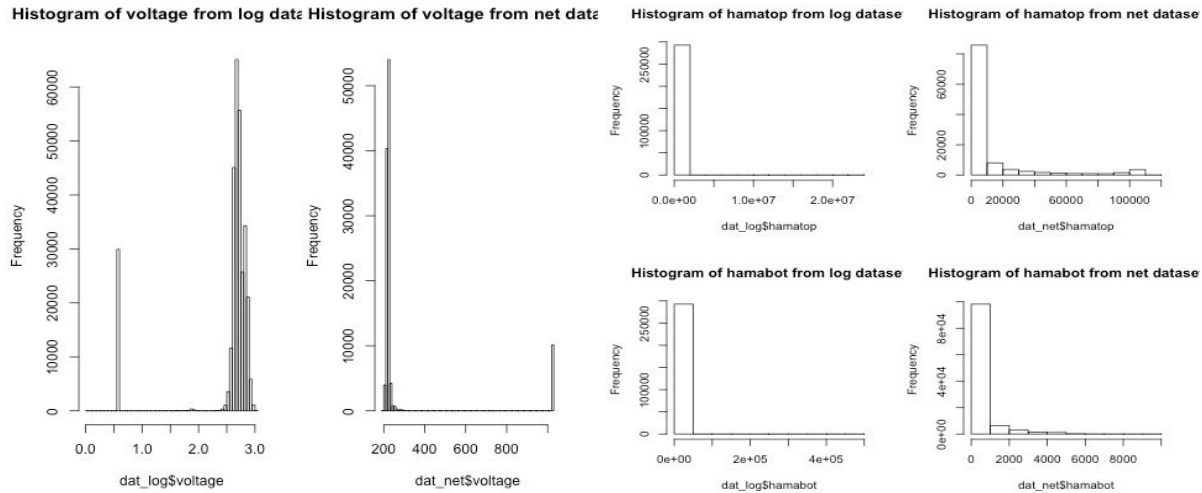 Histogram of voltage from log data
Frequency
60000
50000
40000
30000
20000
10000
0
0.0 1.0 2.0 3.0
dat_log$voltage
Histogram of voltage from net data
Frequency
50000
40000
30000
20000
10000
0
200 400 600 800
dat_net$voltage
Histogram of hamatop from log dataset
Frequency
250000
100000
0
0.0e+00 1.0e+07 2.0e+07
dat_log$hamatop
Histogram of hamatop from net dataset
Frequency
60000
20000
0
0 20000 60000 100000
dat_net$hamatop
Histogram of hamabot from log dataset
Frequency
250000
100000
0
0e+00 2e+05 4e+05
dat_log$hamabot
Histogram of hamabot from net dataset
Frequency
8e+04
4e+04
0e+00
0 2000 4000 6000 8000
dat_net$hamabot